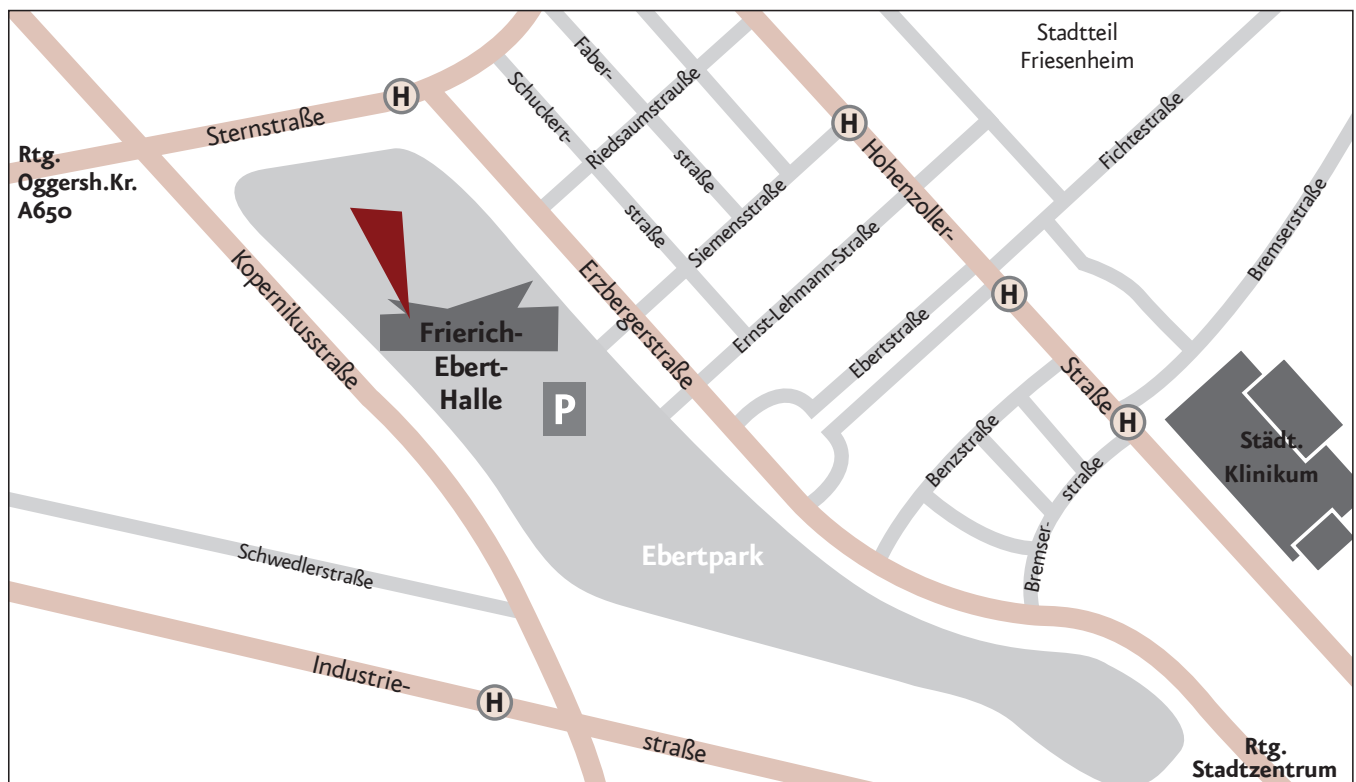 Stadtteil
Friesenheim
Faber-
straße
Schuckert-
straße
Riedsaumstrauße
Sternstraße
H
H
Hohenzoller-
Straße
Fichtestraße
Bremserstraße
Rtg.
Oggersh.Kr.
A650
Siemensstraße
Ernst-Lehmann-Straße
Kopernikusstraße
Erzbergerstraße
H
Ebertstraße
Frierich-
Ebert-
Halle
P
H
Benzstraße
Bremser-
straße
Städt.
Klinikum
Ebertpark
Schwedlerstraße
Industrie-
straße
H
Rtg.
Stadtzentrum